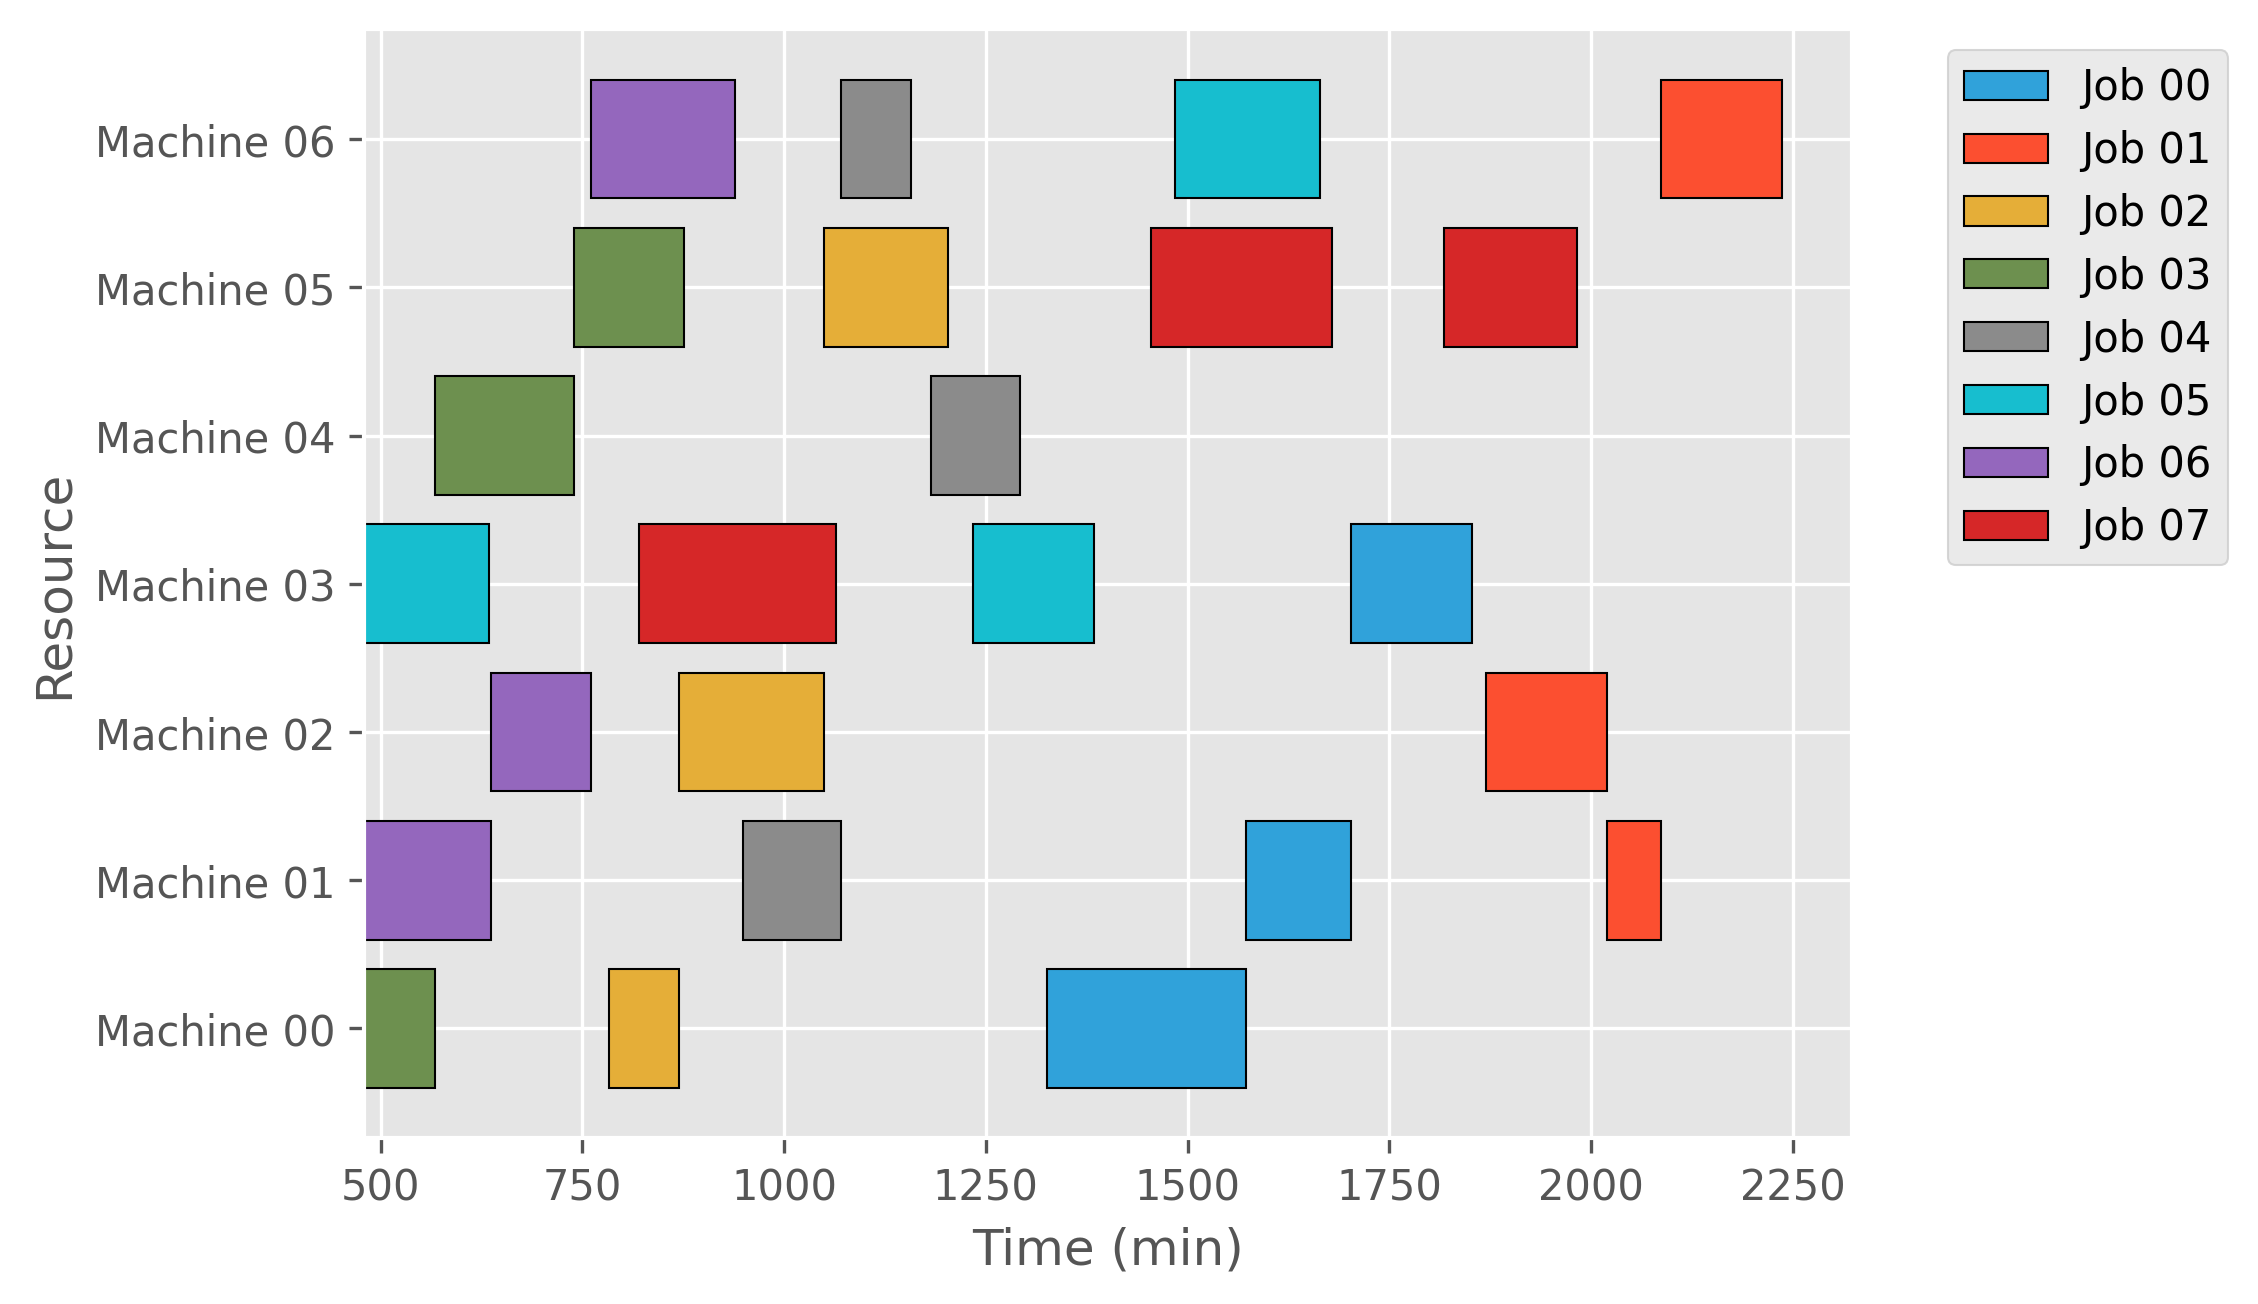 Machine 06
Machine 05
Machine 04
Machine 03
Machine 02
Machine 01
Machine 00
Resource
500 750 1000 1250 1500 1750 2000 2250
Time (min)
Job 00
Job 01
Job 02
Job 03
Job 04
Job 05
Job 06
Job 07